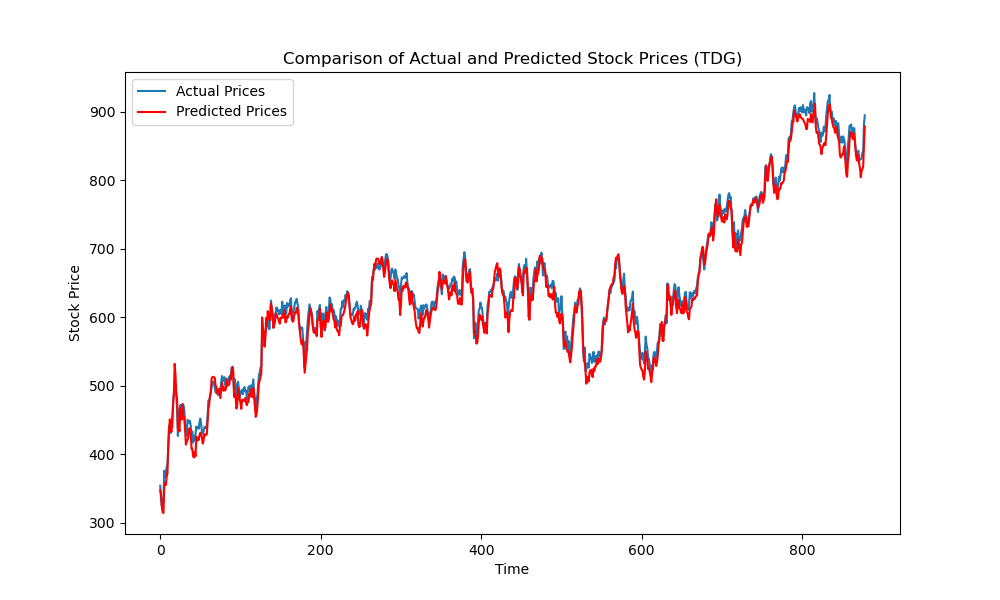 Comparison of Actual and Predicted Stock Prices (TDG)
Actual Prices
Predicted Prices
Stock Price
900
800
700
600
500
400
300
0 200 400 600 800
Time